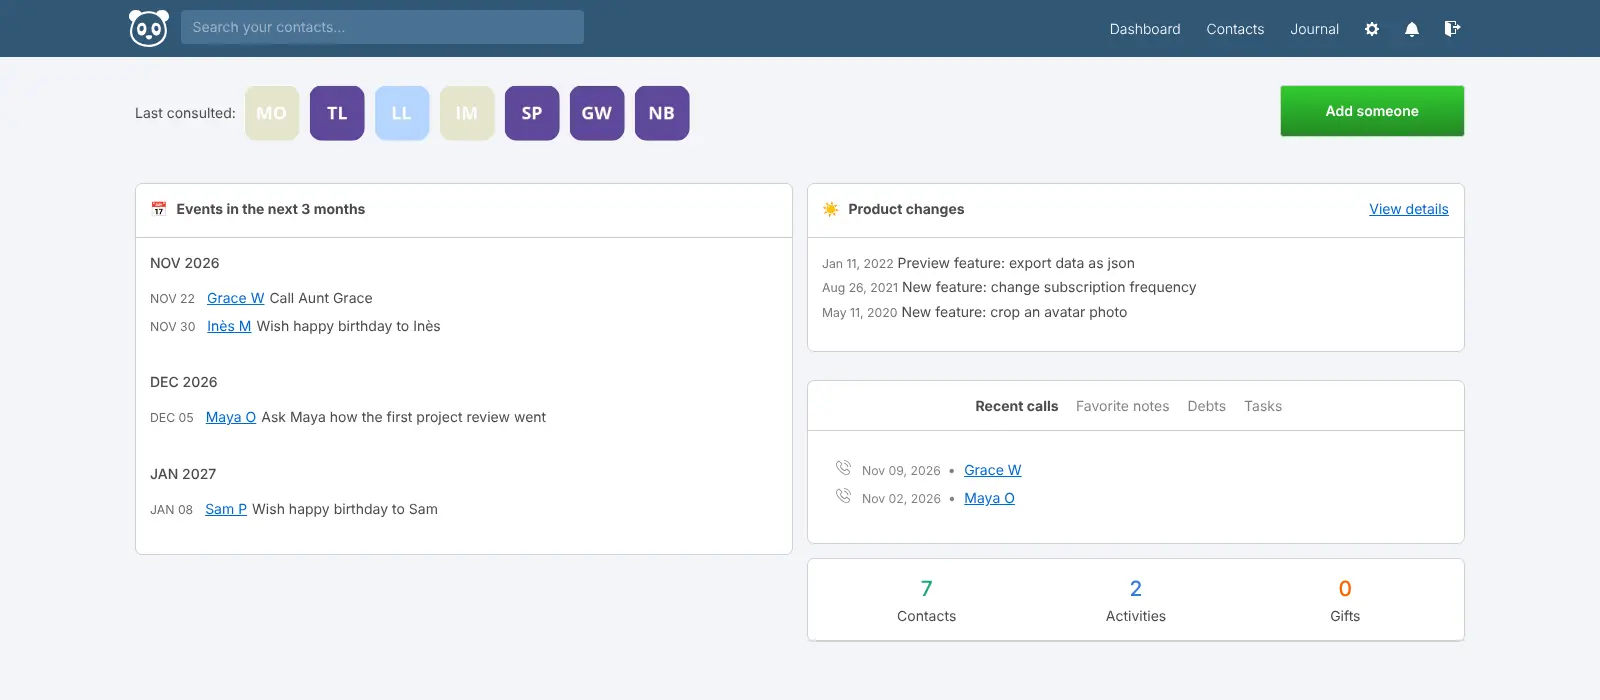 Search your contacts...
Dashboard Contacts Journal
Last consulted: MO TL LL IM SP GW NB
Add someone
📅 Events in the next 3 months
NOV 2026
NOV 22 Grace W Call Aunt Grace
NOV 30 Inès M Wish happy birthday to Inès
DEC 2026
DEC 05 Maya O Ask Maya how the first project review went
JAN 2027
JAN 08 Sam P Wish happy birthday to Sam
☀️ Product changes View details
Jan 11, 2022 Preview feature: export data as json
Aug 26, 2021 New feature: change subscription frequency
May 11, 2020 New feature: crop an avatar photo
Recent calls Favorite notes Debts Tasks
Nov 09, 2026 • Grace W
Nov 02, 2026 • Maya O
7 2 0
Contacts Activities Gifts